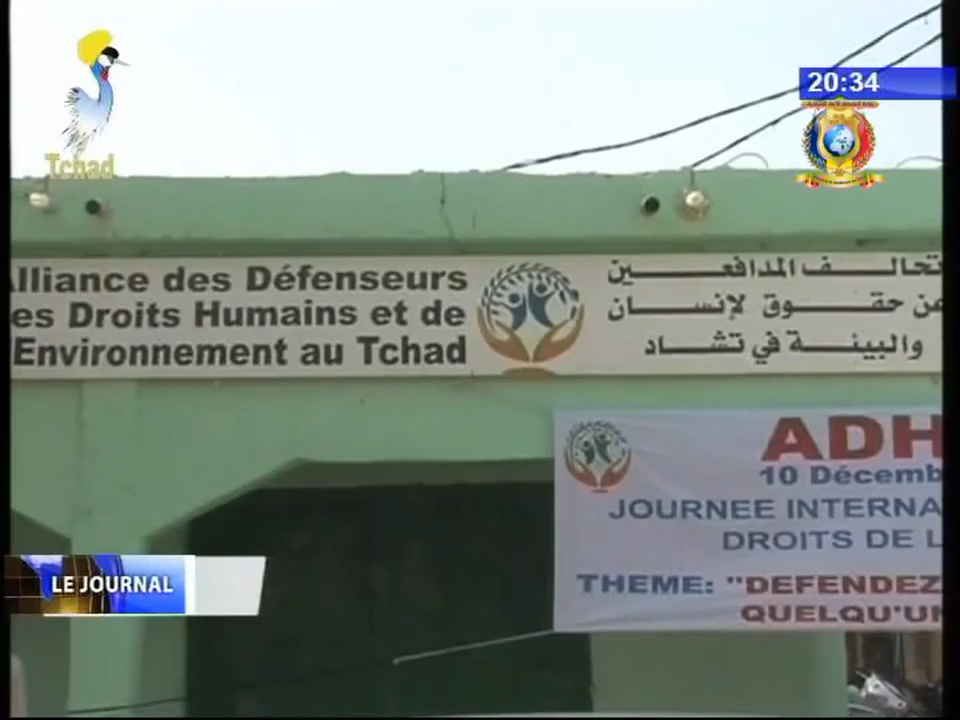 Tchad
20:34
Alliance des Défenseurs
es Droits Humains et de
Environnement au Tchad
تحالف المدافعين
عن حقوق لإنسان
والبيئة في تشاد
ADH
10 Décemb
JOURNEE INTERNA
DROITS DE L
THEME: "DEFENDEZ
QUELQU'UN
LE JOURNAL